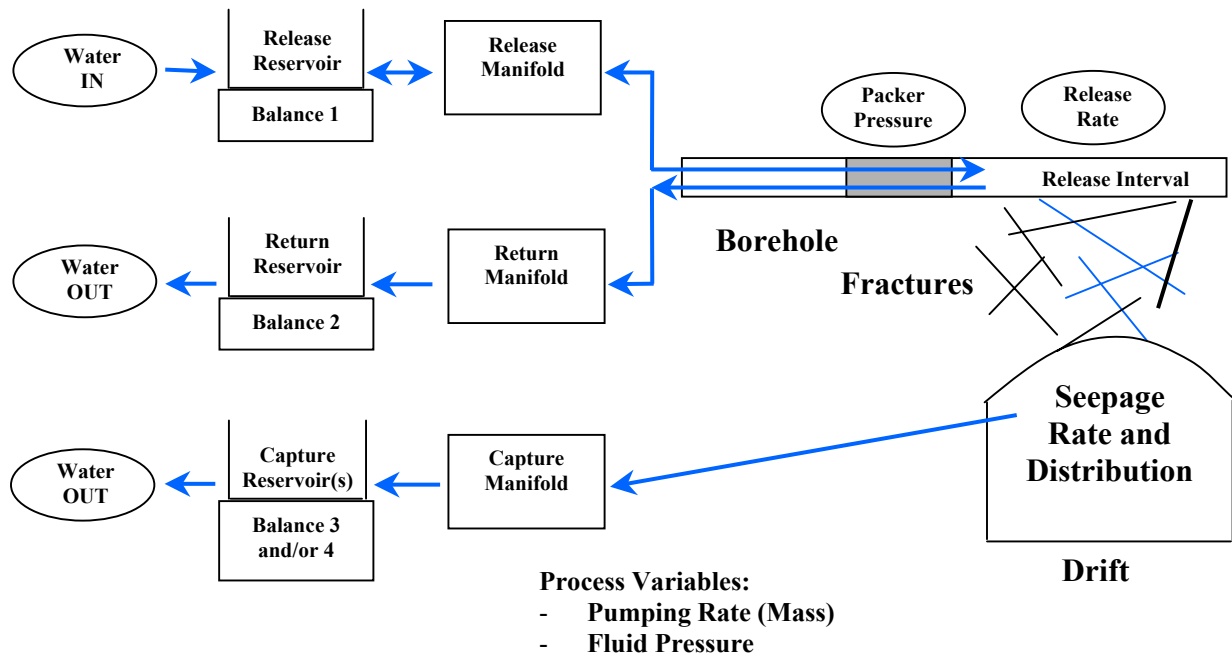 Water
IN
Release
Reservoir
Balance 1
Release
Manifold
Packer
Pressure
Release
Rate
Release Interval
Borehole
Fractures
Water
OUT
Return
Reservoir
Balance 2
Return
Manifold
Seepage
Rate and
Distribution
Drift
Water
OUT
Capture
Reservoir(s)
Balance 3
and/or 4
Capture
Manifold
Process Variables:
- Pumping Rate (Mass)
- Fluid Pressure